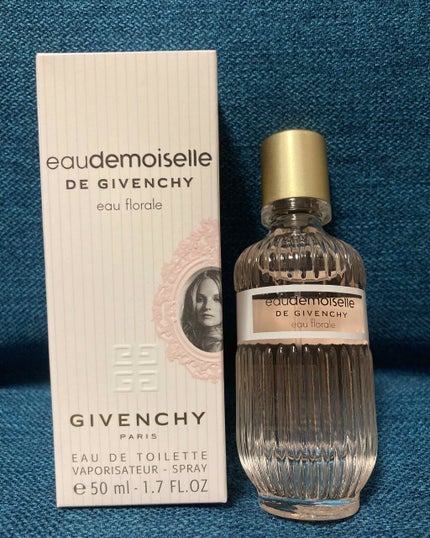 eaudemoiselle
DE GIVENCHY
eau florale
GIVENCHY
PARIS
EAU DE TOILETTE
VAPORISATEUR - SPRAY
e 50 ml - 1.7 FL.OZ
eaudemoiselle
DE GIVENCHY
eau florale